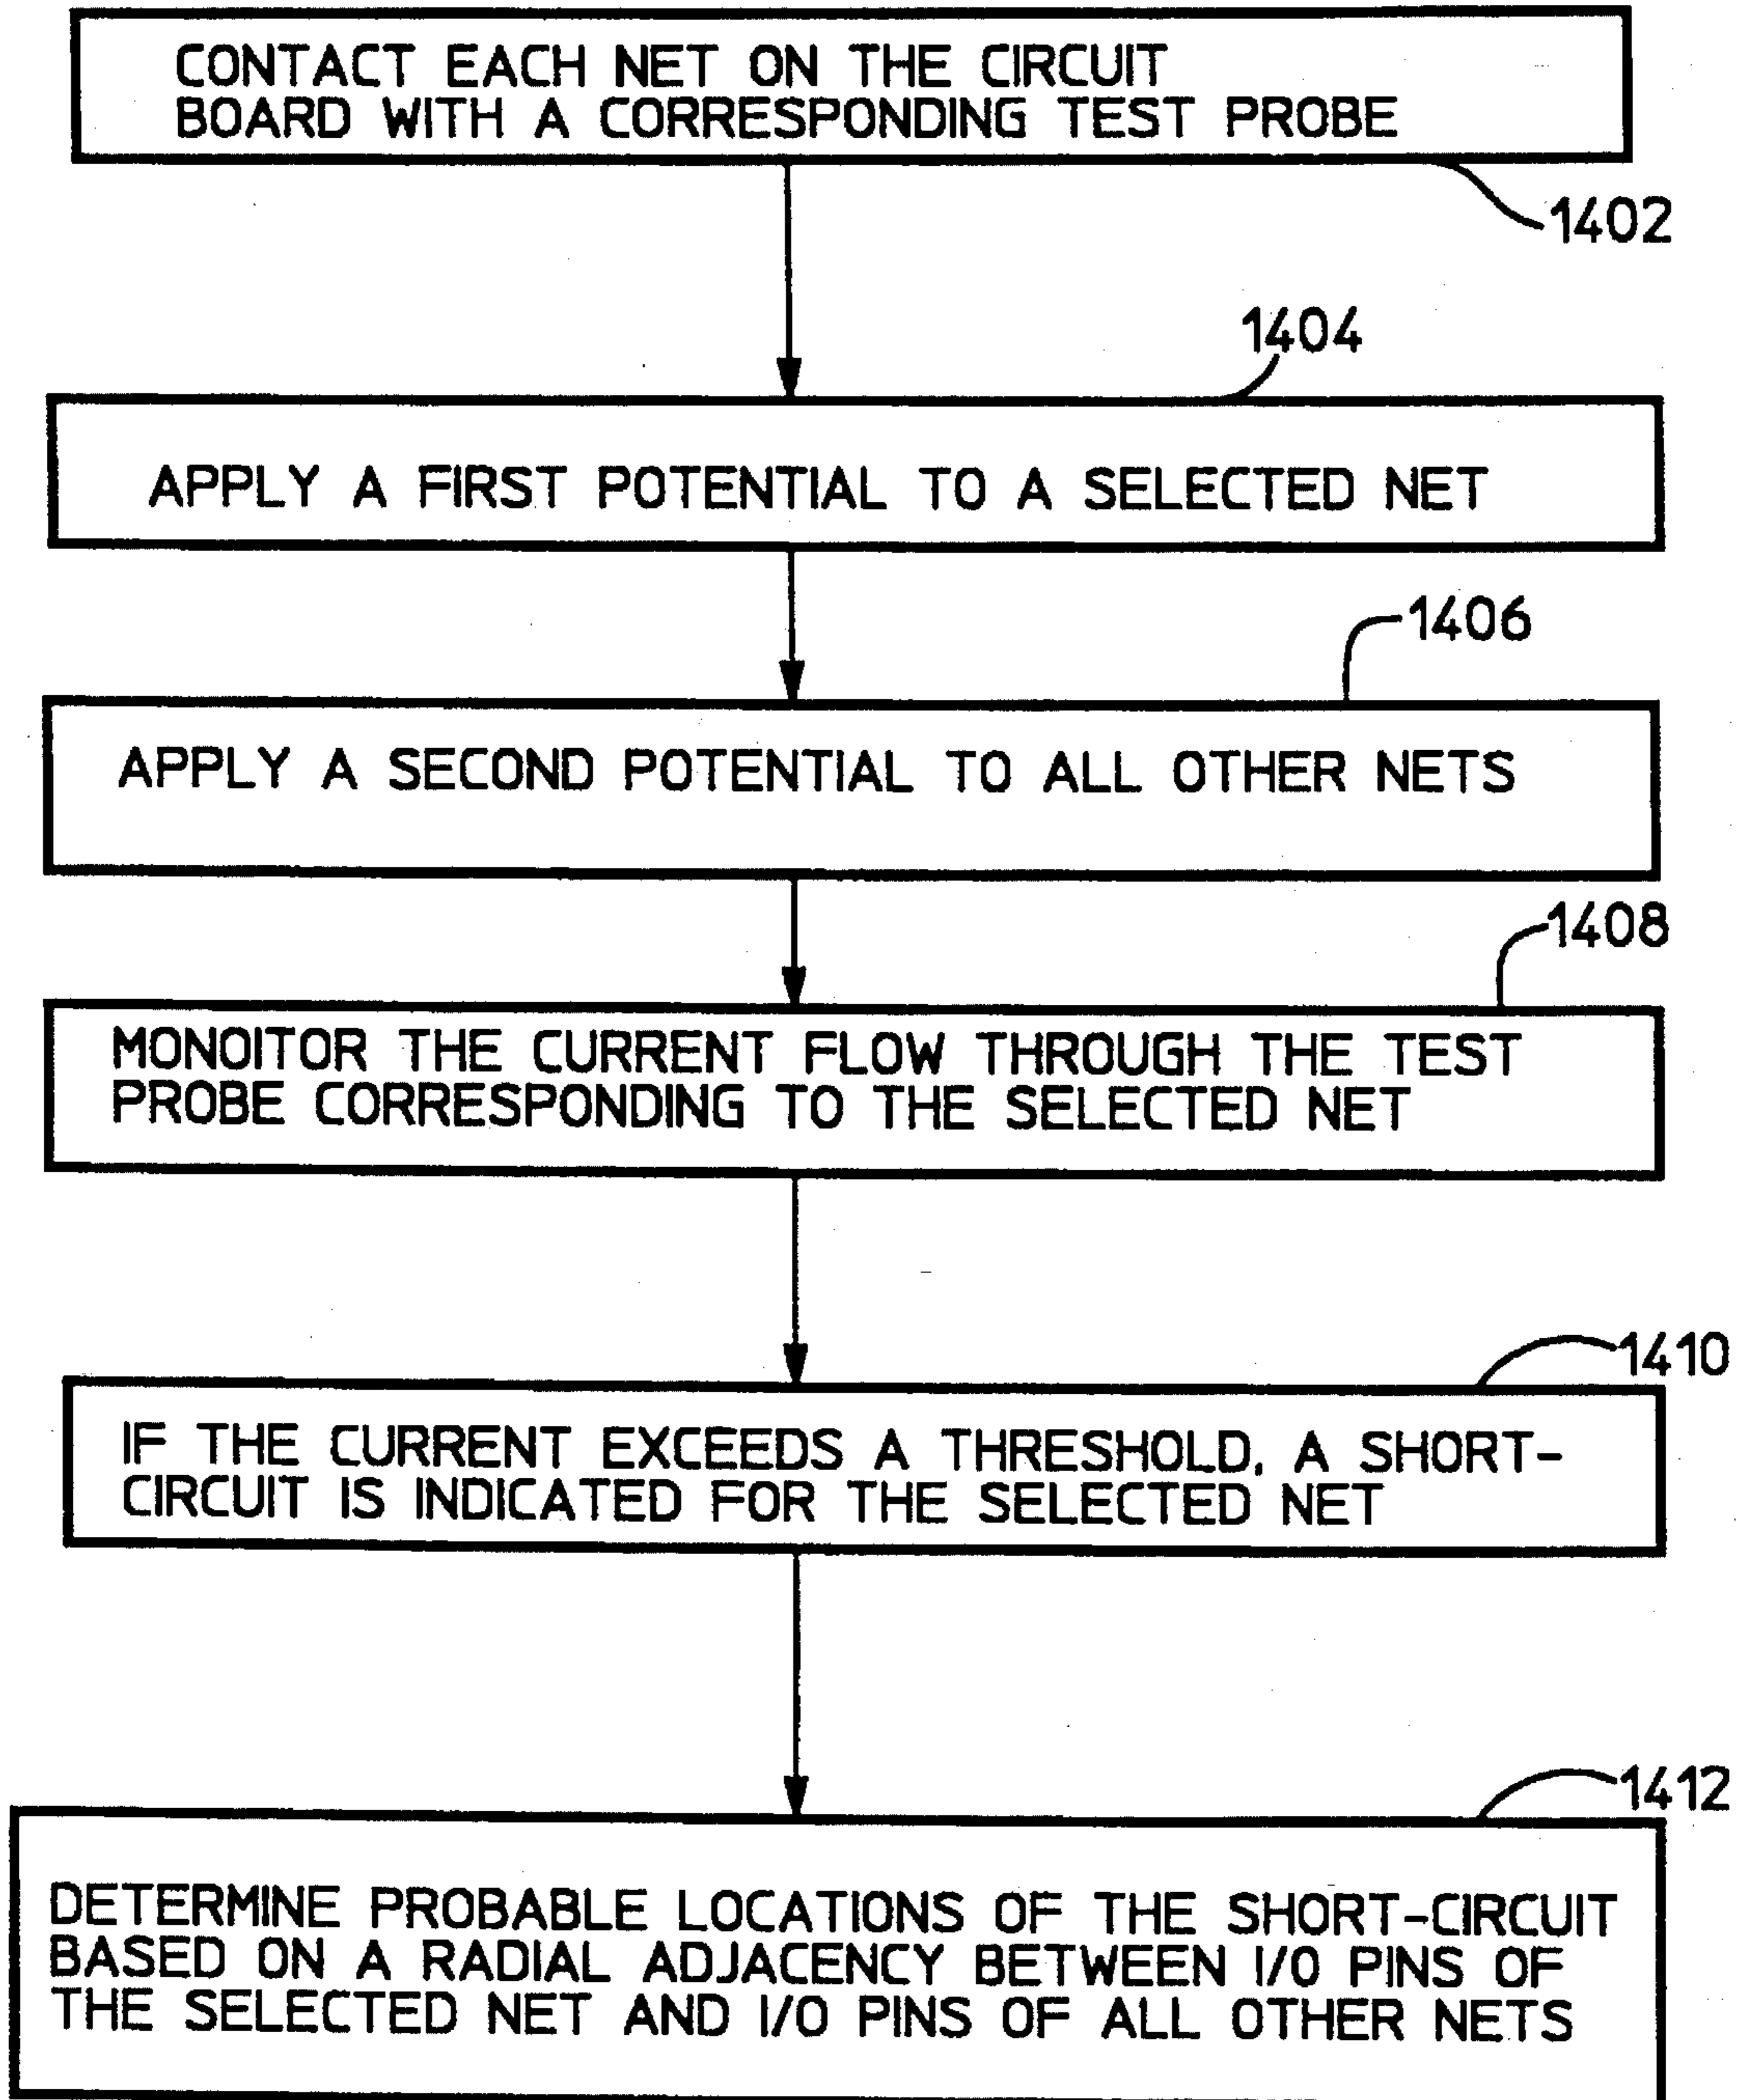 CONTACT EACH NET ON THE CIRCUIT
BOARD WITH A CORRESPONDING TEST PROBE
1402
1404
APPLY A FIRST POTENTIAL TO A SELECTED NET
1406
APPLY A SECOND POTENTIAL TO ALL OTHER NETS
1408
MONOITOR THE CURRENT FLOW THROUGH THE TEST
PROBE CORRESPONDING TO THE SELECTED NET
1410
IF THE CURRENT EXCEEDS A THRESHOLD, A SHORT-
CIRCUIT IS INDICATED FOR THE SELECTED NET
1412
DETERMINE PROBABLE LOCATIONS OF THE SHORT-CIRCUIT
BASED ON A RADIAL ADJACENCY BETWEEN I/O PINS OF
THE SELECTED NET AND I/O PINS OF ALL OTHER NETS